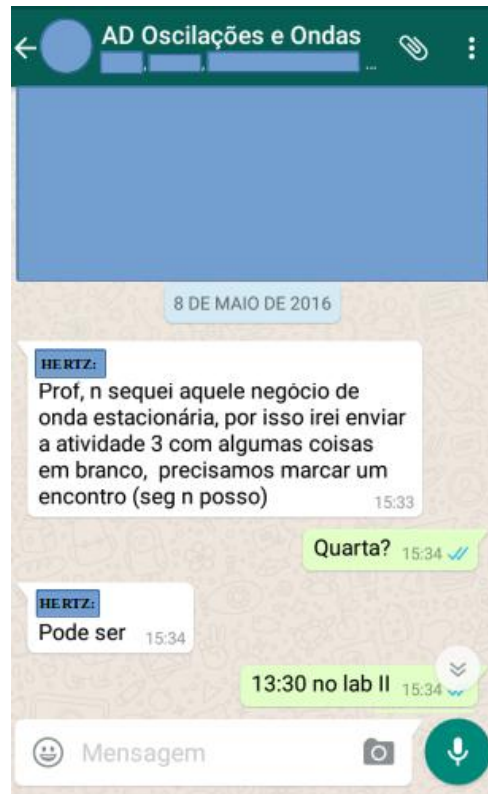 AD Oscilações e Ondas
8 DE MAIO DE 2016
HERTZ:
Prof, n sequei aquele negócio de
onda estacionária, por isso irei enviar
a atividade 3 com algumas coisas
em branco, precisamos marcar um
encontro (seg n posso)
15:33
Quarta? 15:34
HERTZ:
Pode ser 15:34
13:30 no lab II 15:34
Mensagem